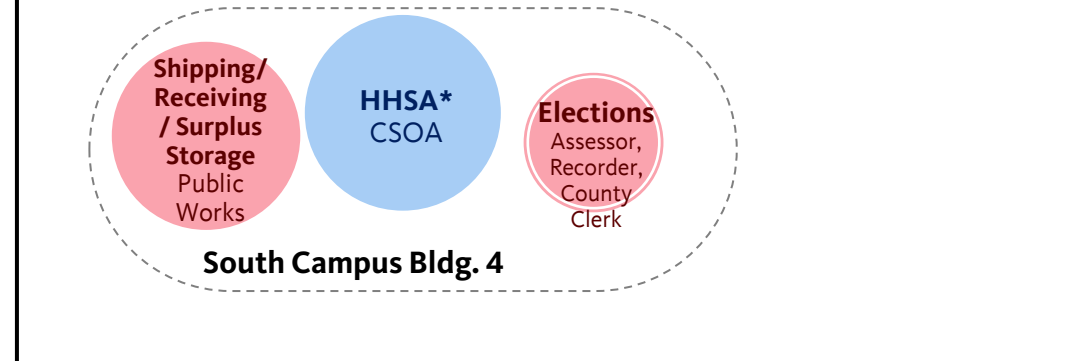 Shipping/
Receiving
/ Surplus
Storage
Public
Works
HHSA*
CSOA
Elections
Assessor,
Recorder,
County
Clerk
South Campus Bldg. 4